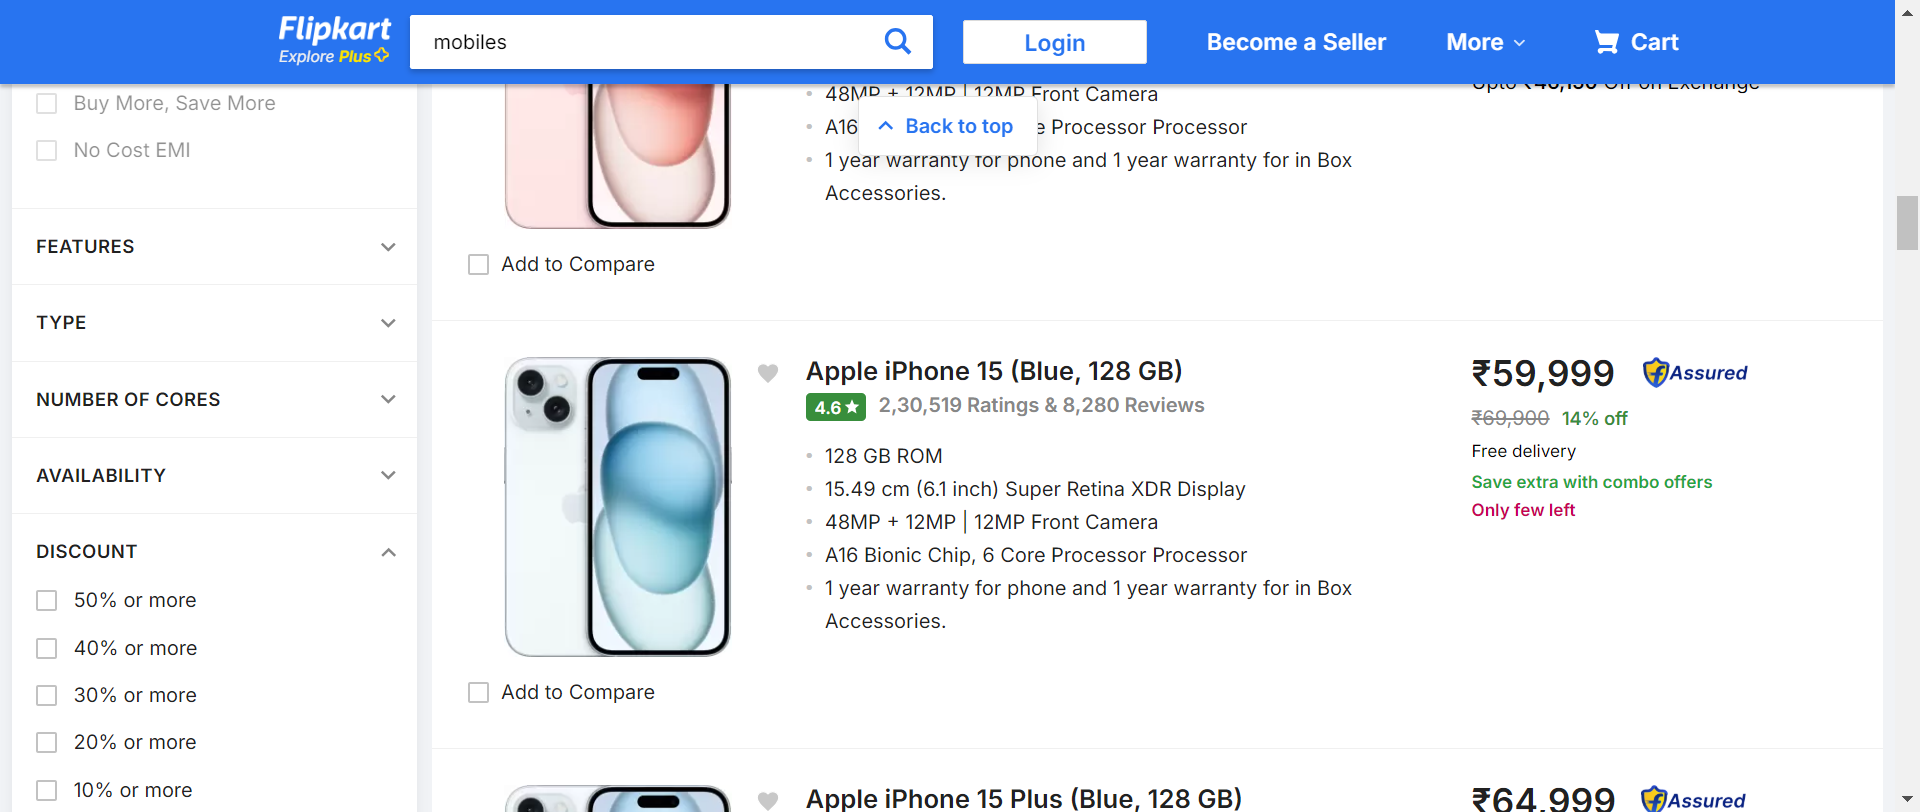 Flipkart
Explore Plus
mobiles
Login
Become a Seller
More
Cart
Buy More, Save More
No Cost EMI
FEATURES
TYPE
NUMBER OF CORES
AVAILABILITY
DISCOUNT
50% or more
40% or more
30% or more
20% or more
10% or more
48MP + 12MP | 12MP Front Camera
Back to top
A16 e Processor Processor
1 year warranty for phone and 1 year warranty for in Box
Accessories.
Upto ₹46,150 Off on Exchange
Add to Compare
Apple iPhone 15 (Blue, 128 GB)
4.6★ 2,30,519 Ratings & 8,280 Reviews
128 GB ROM
15.49 cm (6.1 inch) Super Retina XDR Display
48MP + 12MP | 12MP Front Camera
A16 Bionic Chip, 6 Core Processor Processor
1 year warranty for phone and 1 year warranty for in Box
Accessories.
₹59,999 Assured
₹69,900 14% off
Free delivery
Save extra with combo offers
Only few left
Add to Compare
Apple iPhone 15 Plus (Blue, 128 GB)
₹64,999 Assured